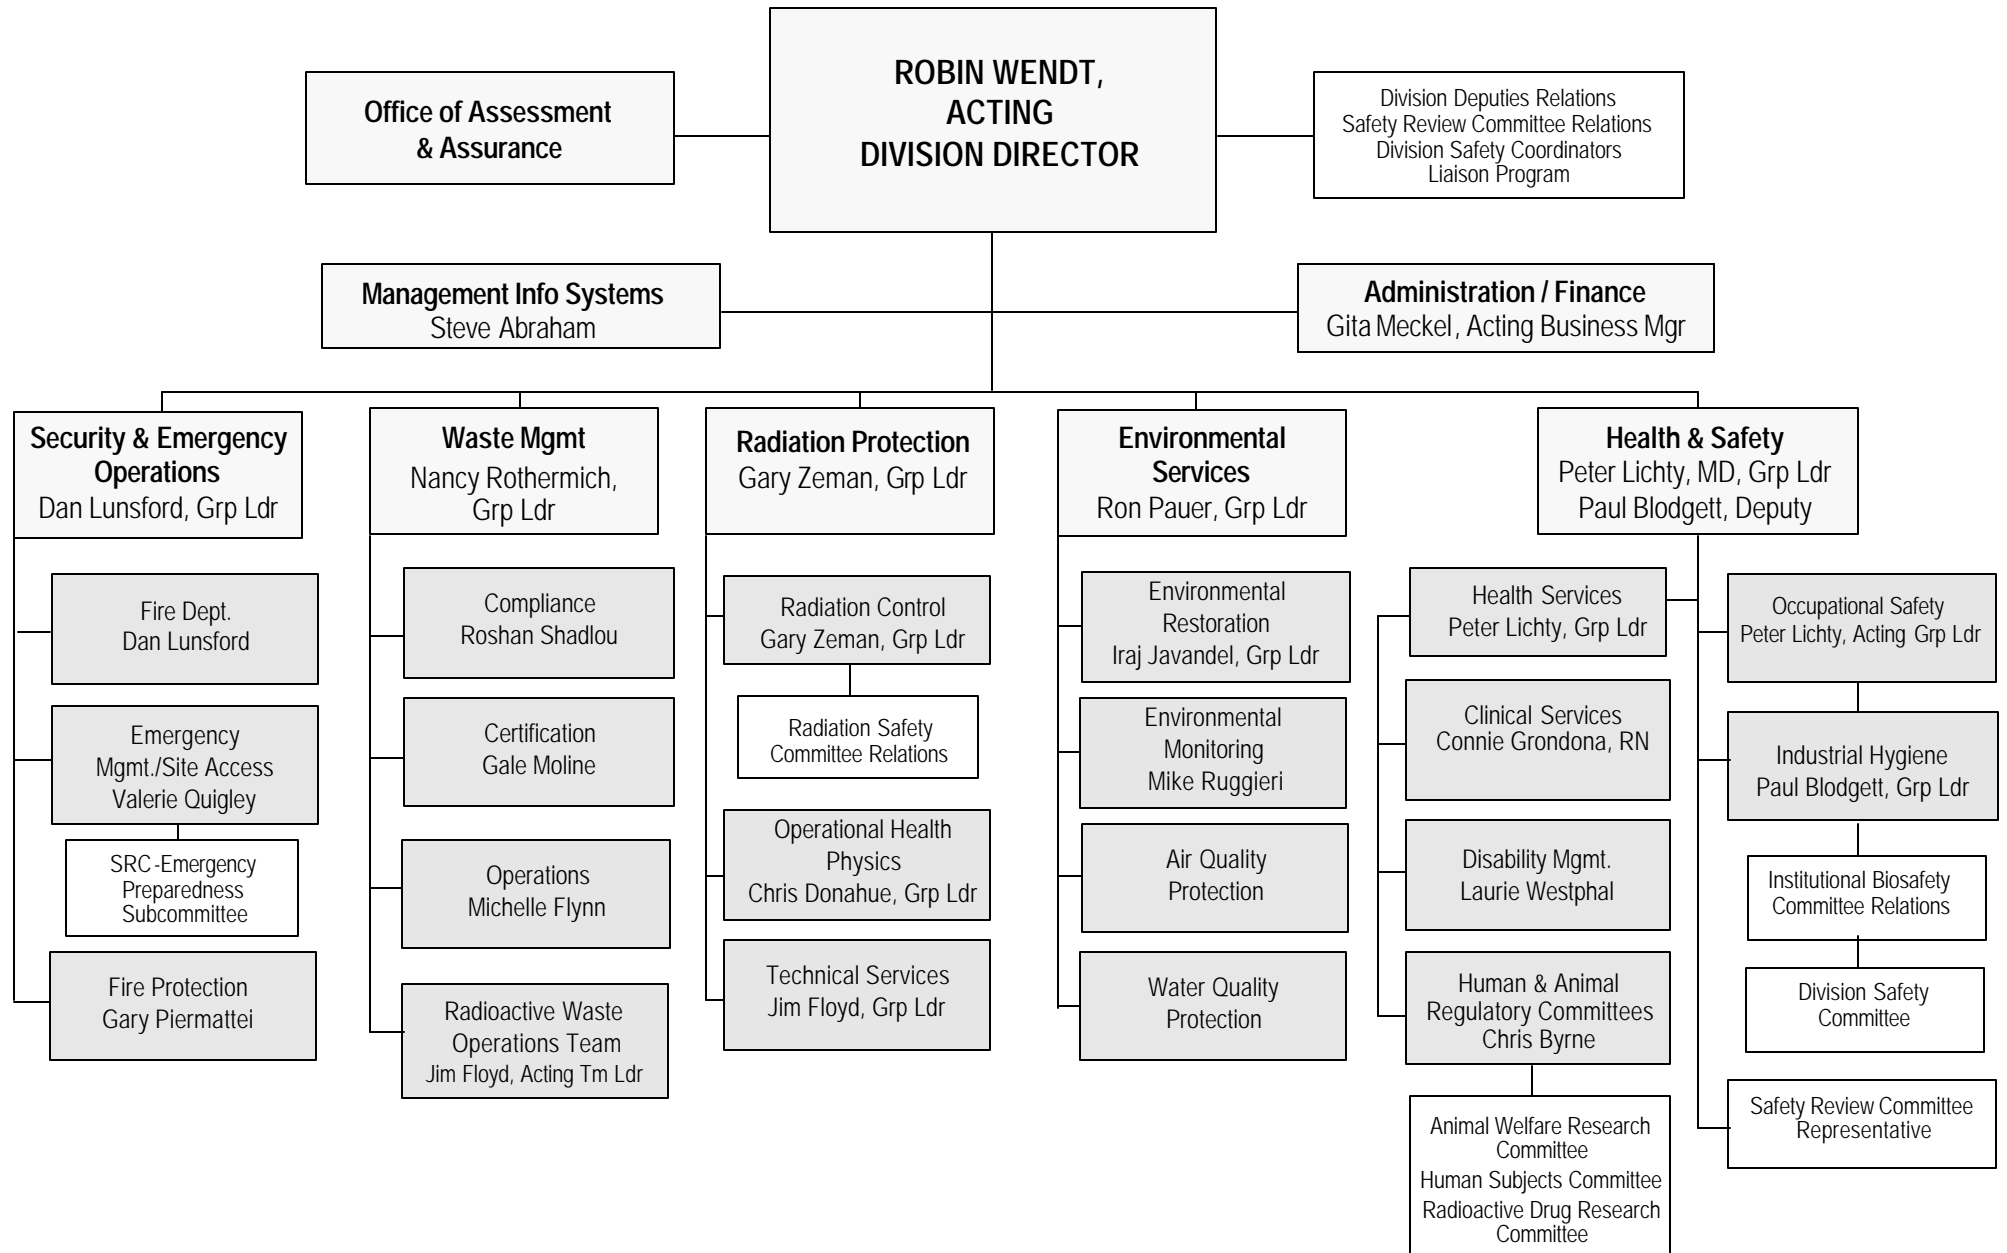 ROBIN WENDT,
ACTING
DIVISION DIRECTOR
Office of Assessment
& Assurance
Division Deputies Relations
Safety Review Committee Relations
Division Safety Coordinators
Liaison Program
Management Info Systems
Steve Abraham
Administration / Finance
Gita Meckel, Acting Business Mgr
Security & Emergency
Operations
Dan Lunsford, Grp Ldr
Fire Dept.
Dan Lunsford
Emergency
Mgmt./Site Access
Valerie Quigley
SRC-Emergency
Preparedness
Subcommittee
Fire Protection
Gary Piermattei
Waste Mgmt
Nancy Rothermich,
Grp Ldr
Compliance
Roshan Shadlou
Certification
Gale Moline
Operations
Michelle Flynn
Radioactive Waste
Operations Team
Jim Floyd, Acting Tm Ldr
Radiation Protection
Gary Zeman, Grp Ldr
Radiation Control
Gary Zeman, Grp Ldr
Radiation Safety
Committee Relations
Operational Health
Physics
Chris Donahue, Grp Ldr
Technical Services
Jim Floyd, Grp Ldr
Environmental
Services
Ron Pauer, Grp Ldr
Environmental
Restoration
Iraj Javandel, Grp Ldr
Environmental
Monitoring
Mike Ruggieri
Air Quality
Protection
Water Quality
Protection
Health & Safety
Peter Lichty, MD, Grp Ldr
Paul Blodgett, Deputy
Health Services
Peter Lichty, Grp Ldr
Clinical Services
Connie Grondona, RN
Disability Mgmt.
Laurie Westphal
Human & Animal
Regulatory Committees
Chris Byrne
Animal Welfare Research
Committee
Human Subjects Committee
Radioactive Drug Research
Committee
Occupational Safety
Peter Lichty, Acting Grp Ldr
Industrial Hygiene
Paul Blodgett, Grp Ldr
Institutional Biosafety
Committee Relations
Division Safety
Committee
Safety Review Committee
Representative